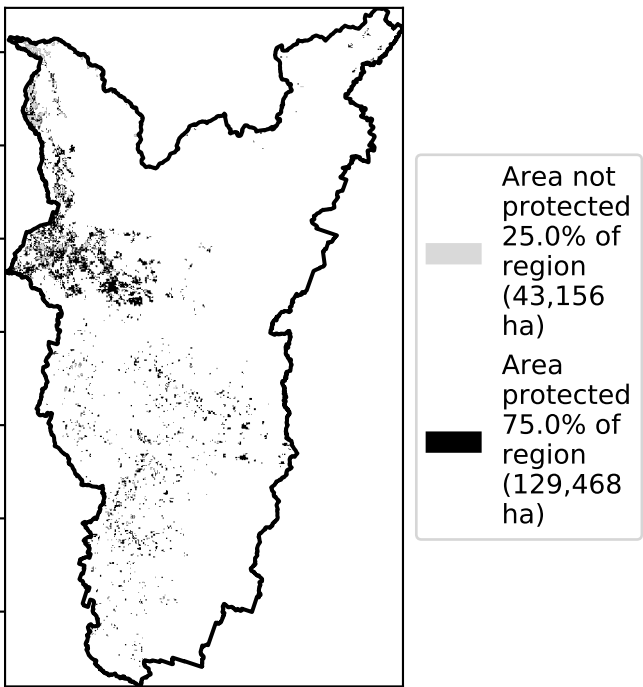 Area not
protected
25.0% of
region
(43,156
ha)
Area
protected
75.0% of
region
(129,468
ha)